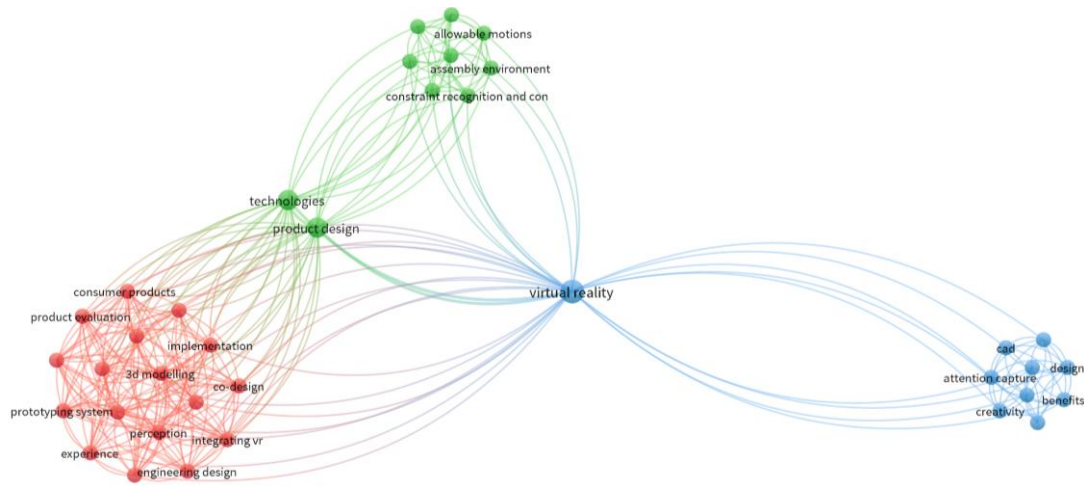 allowable motions
assembly environment
constraint recognition and con
technologies
product design
virtual reality
consumer products
product evaluation
implementation
3d modelling
co-design
prototyping system
perception
integrating vr
experience
engineering design
cad
design
attention capture
benefits
creativity